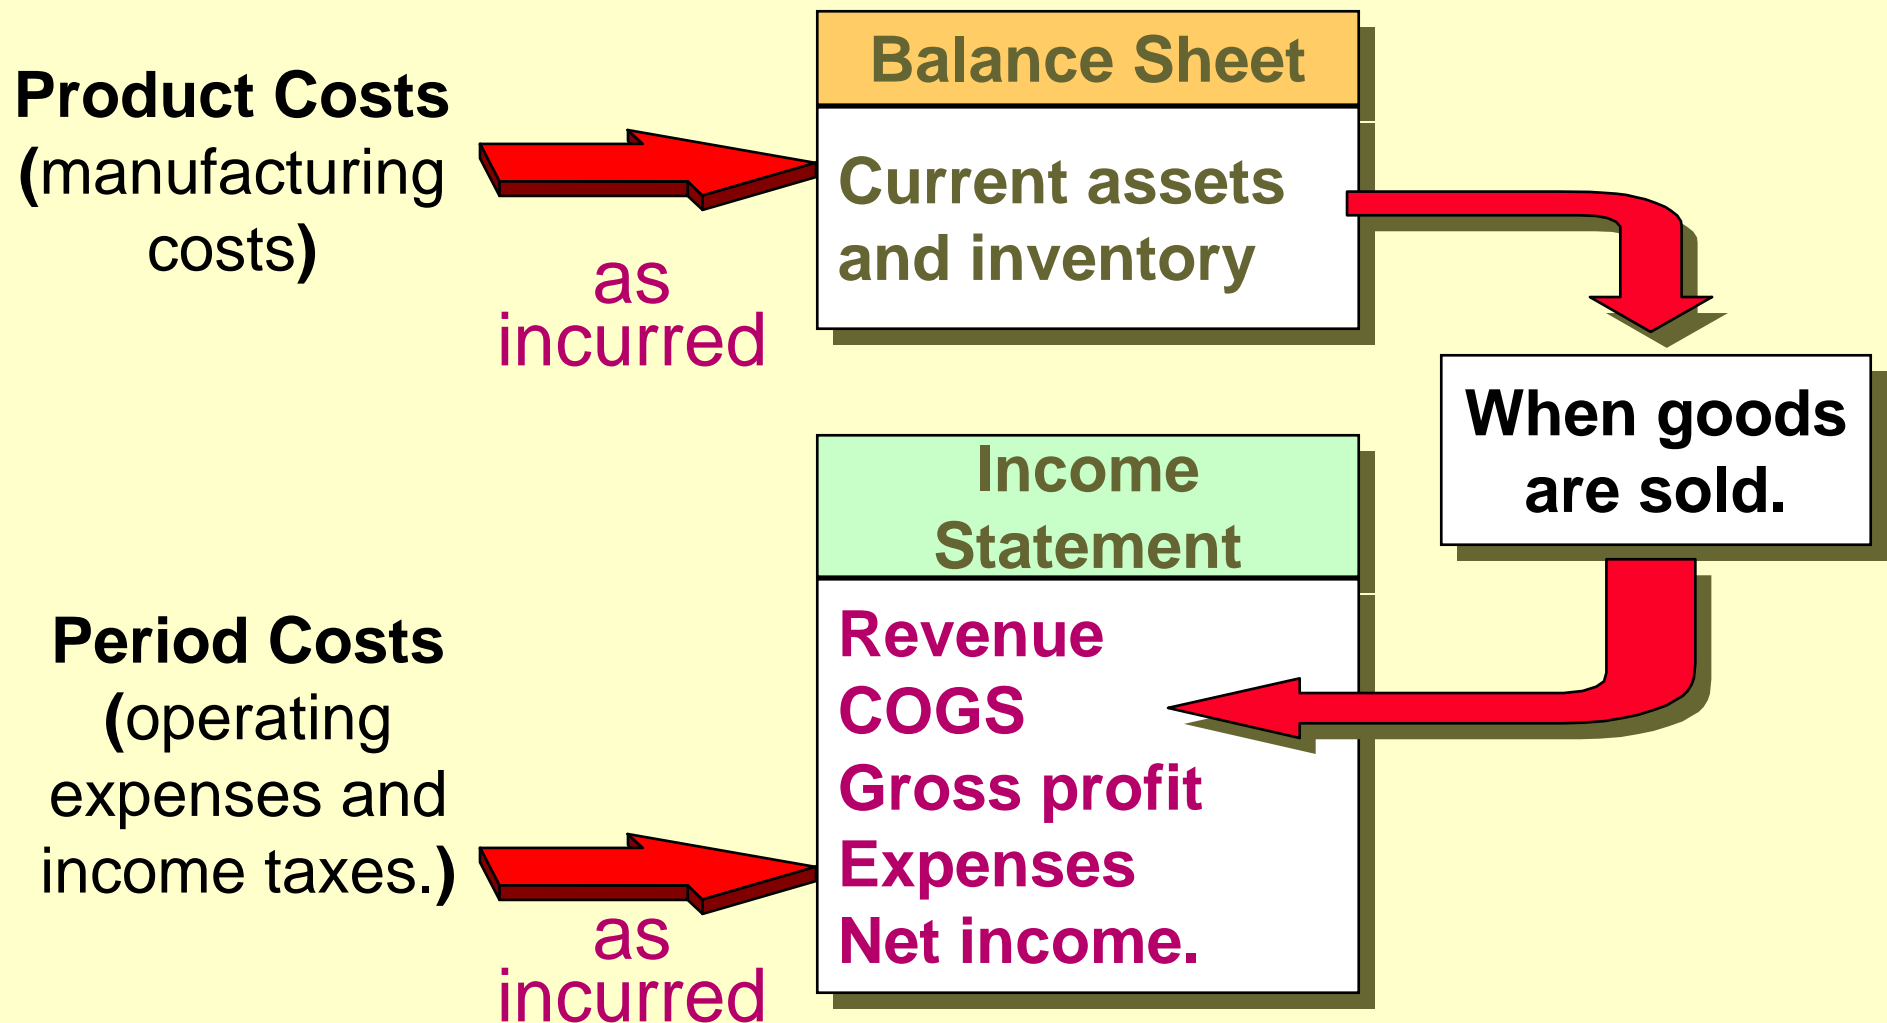 Product Costs
(manufacturing
costs)
as
incurred
Balance Sheet
Current assets
and inventory
When goods
are sold.
Period Costs
(operating
expenses and
income taxes.)
as
incurred
Income
Statement
Revenue
COGS
Gross profit
Expenses
Net income.